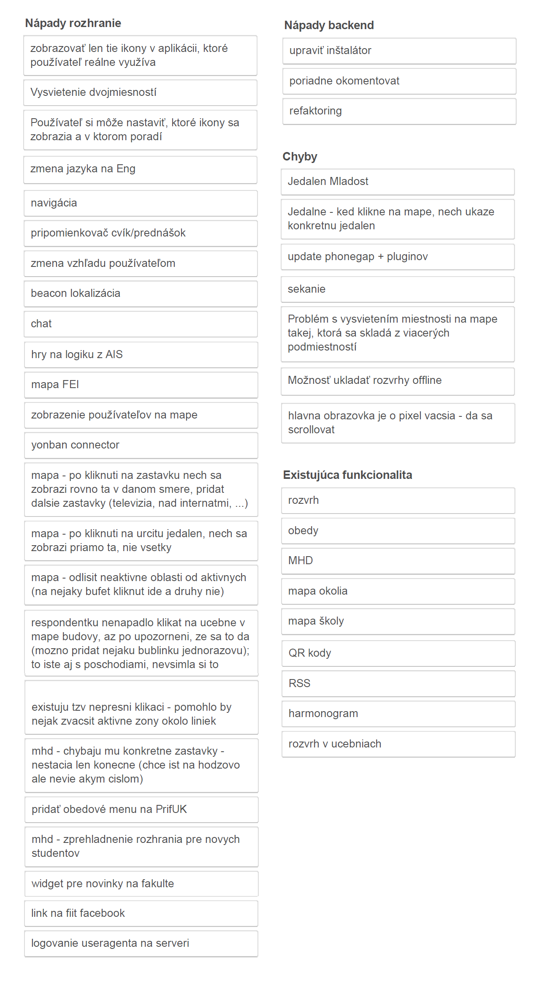 Nápady rozhranie
zobrazovať len tie ikony v aplikácii, ktoré
používateľ reálne využíva
Vysvietenie dvojmiesností
Používateľ si môže nastaviť, ktoré ikony sa
zobrazia a v ktorom poradí
zmena jazyka na Eng
navigácia
pripomienkovač cvík/prednášok
zmena vzhľadu používateľom
beacon lokalizácia
chat
hry na logiku z AIS
mapa FEI
zobrazenie používateľov na mape
yonban connector
mapa - po kliknuti na zastavku nech sa
zobrazi rovno ta v danom smere, pridat
dalsie zastavky (televizia, nad internatmi, ...)
mapa - po kliknuti na urcitu jedalen, nech sa
zobrazi priamo ta, nie vsetky
mapa - odlisit neaktivne oblasti od aktivnych
(na nejaky bufet kliknut ide a druhy nie)
respondentku nenapadlo klikat na ucebne v
mape budovy, az po upozorneni, ze sa to da
(mozno pridat nejaku bublinku jednorazovu);
to iste aj s poschodiami, nevsimla si to
existuju tzv nepresni klikaci - pomohlo by
nejak zvacsit aktivne zony okolo liniek
mhd - chybaju mu konkretne zastavky -
nestacia len konecne (chce ist na hodzovo
ale nevie akym cislom)
pridať obedové menu na PrifUK
mhd - zprehladnenie rozhrania pre novych
studentov
widget pre novinky na fakulte
link na fiit facebook
logovanie useragenta na serveri
Nápady backend
upraviť inštalátor
poriadne okomentovat
refaktoring
Chyby
Jedalen Mladost
Jedalne - ked klikne na mape, nech ukaze
konkretnu jedalen
update phonegap + pluginov
sekanie
Problém s vysvietením miestnosti na mape
takej, ktorá sa skladá z viacerých
podmiestností
Možnosť ukladať rozvrhy offline
hlavna obrazovka je o pixel vacsia - da sa
scrollovat
Existujúca funkcionalita
rozvrh
obedy
MHD
mapa okolia
mapa školy
QR kody
RSS
harmonogram
rozvrh v ucebniach